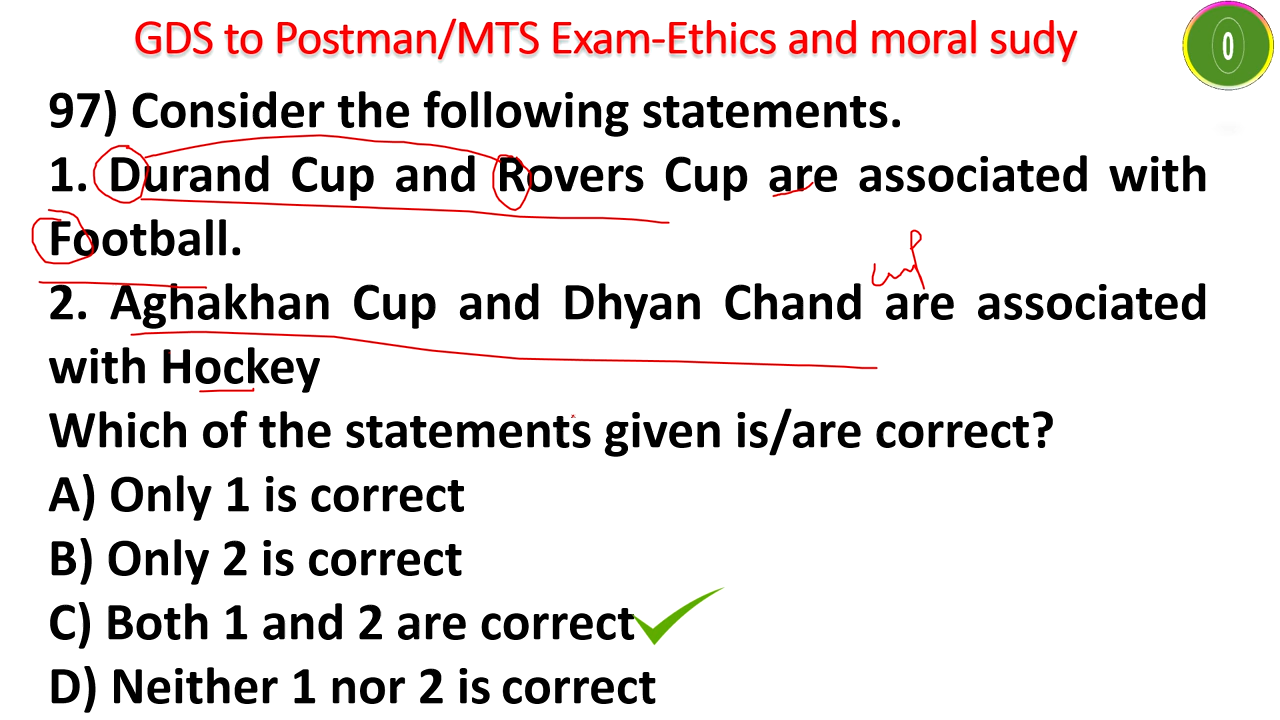 GDS to Postman/MTS Exam-Ethics and moral sudy
0
97) Consider the following statements.
1. Durand Cup and Rovers Cup are associated with
Football.
cup
2. Aghakhan Cup and Dhyan Chand are associated
with Hockey
Which of the statements given is/are correct?
A) Only 1 is correct
B) Only 2 is correct
C) Both 1 and 2 are correct
D) Neither 1 nor 2 is correct